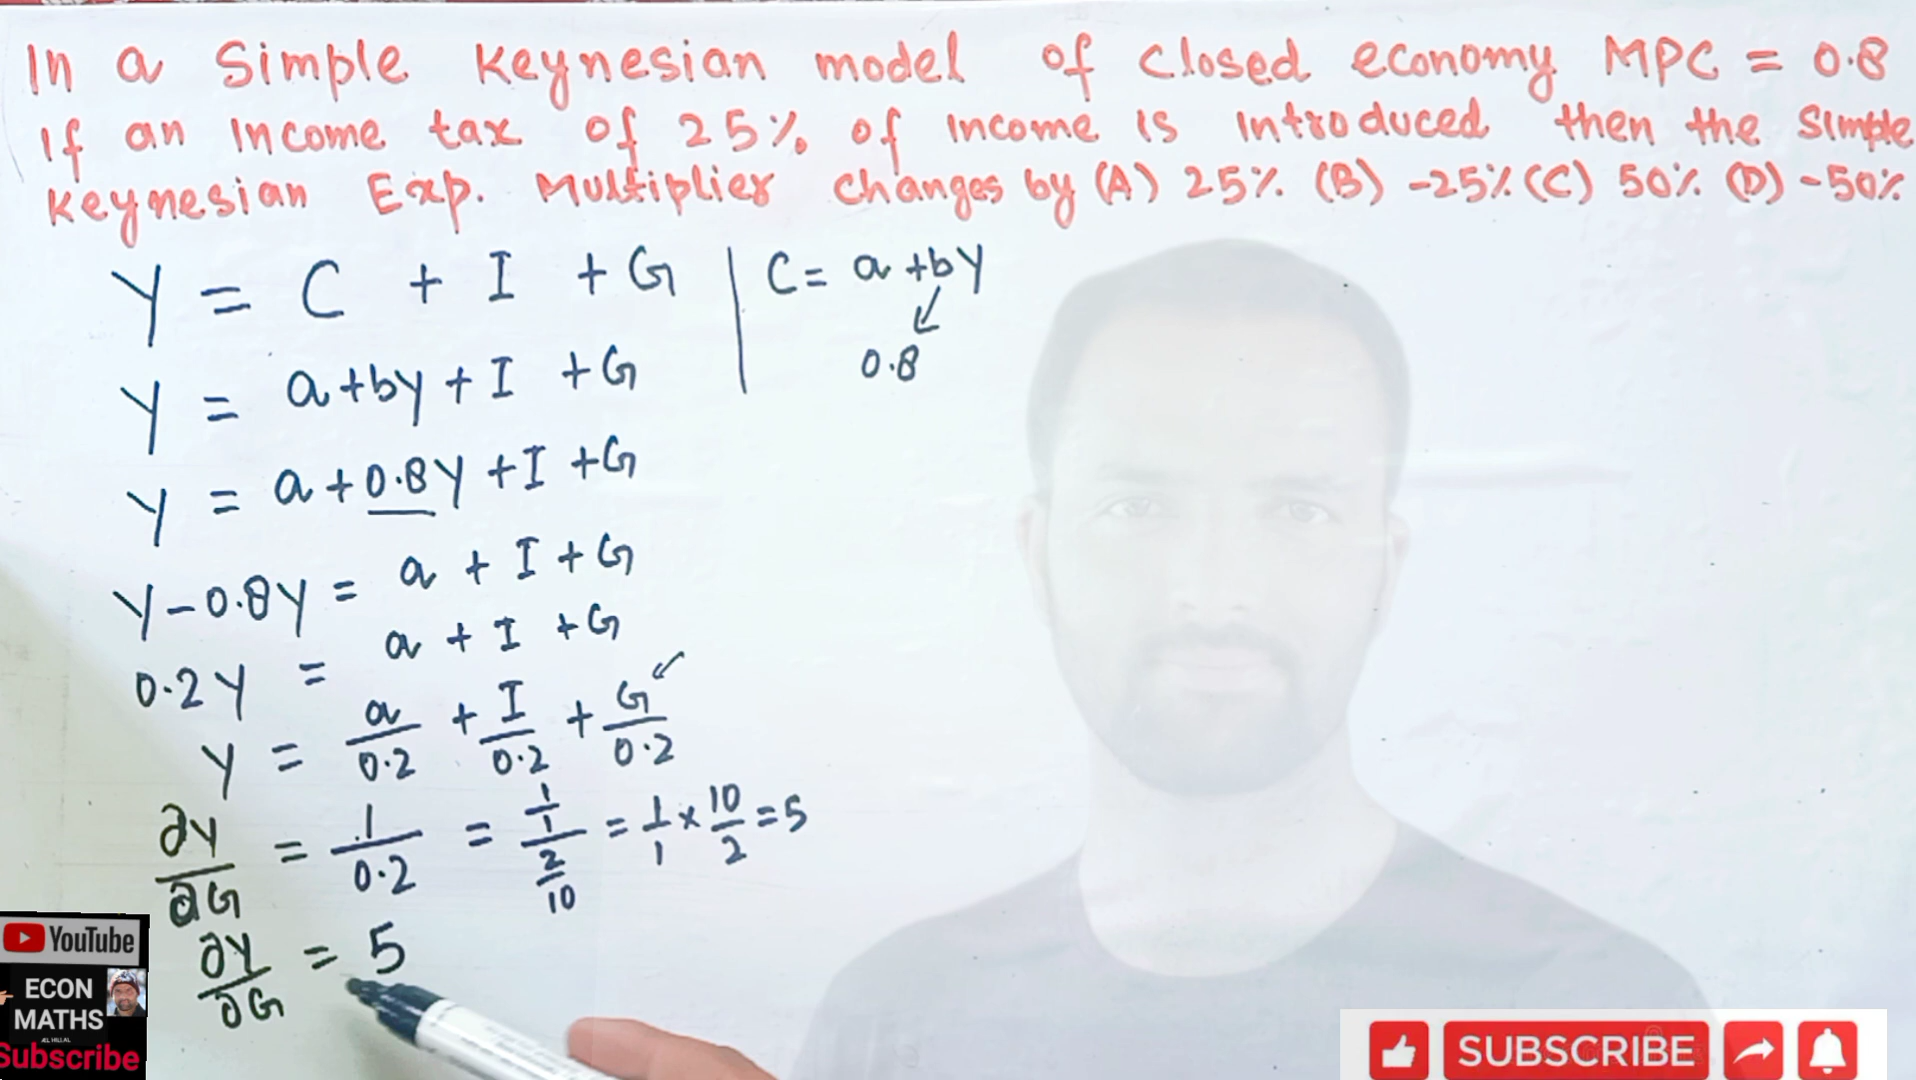 In a Simple Keynesian model of Closed economy MPC = 0.8
If an Income tax of 25% of Income is introduced then the Simple
Keynesian Exp. Multiplier Changes by (A) 25% (B) -25% (C) 50% (D) -50%
Y = C + I + G | C = a + bY
0.8
Y = a + by + I + G
Y = a + 0.8Y + I + G
Y - 0.8Y = a + I + G
0.2Y = a + I + G
Y = a/0.2 + I/0.2 + G/0.2
∂Y/∂G = 1/0.2 = 1/1 / 2/10 = 1/1 × 10/2 = 5
∂Y/∂G = 5
YouTube
ECON
MATHS
Subscribe
SUBSCRIBE